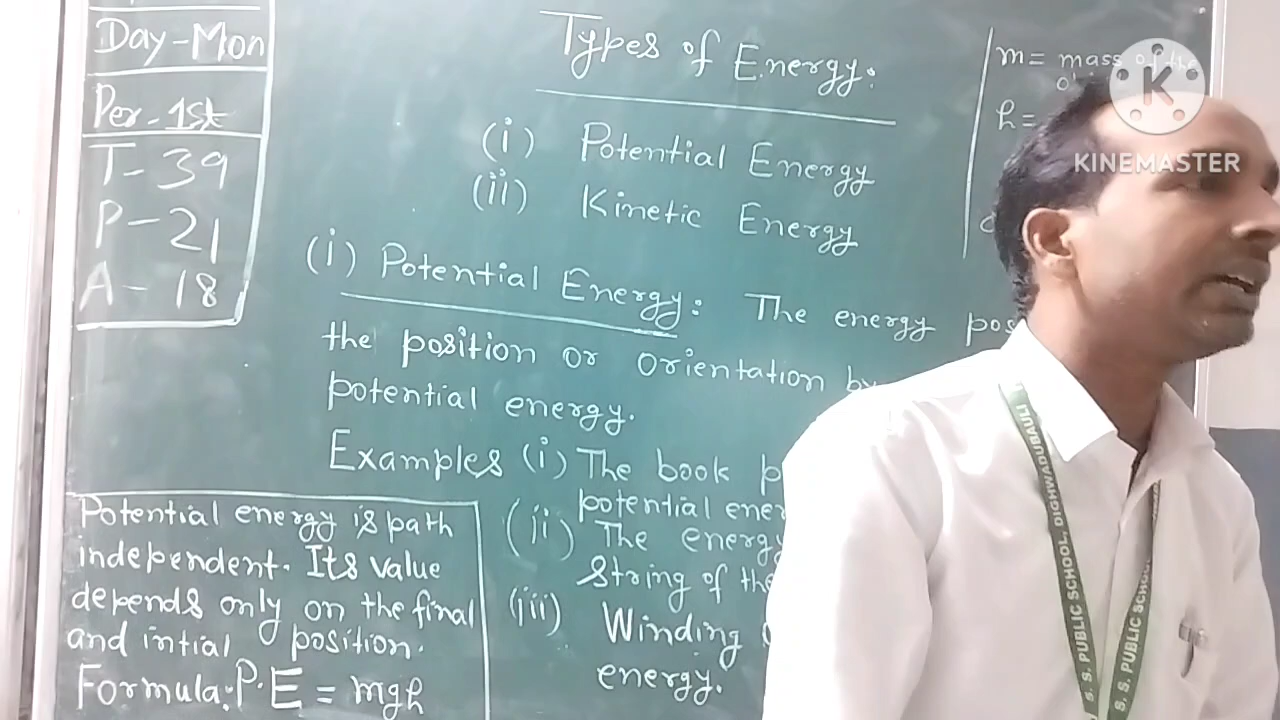 Day-Mon
Per-1st
T-39
P-21
A-18
Types of Energy:
(i) Potential Energy
(ii) Kinetic Energy
m= mass of the
h=
(i) Potential Energy: The energy pos
the position or orientation by
potential energy.
Examples (i) The book p
potential ener
(ii) The energy
string of the
(iii) Winding
energy.
Potential energy is path
independent. Its value
depends only on the final
and intial position.
Formula:P.E = mgh
K
KINEMASTER
S. S. PUBLIC SCHOOL, DIGHWADUBAULI
S. S. PUBLIC SCHOOL